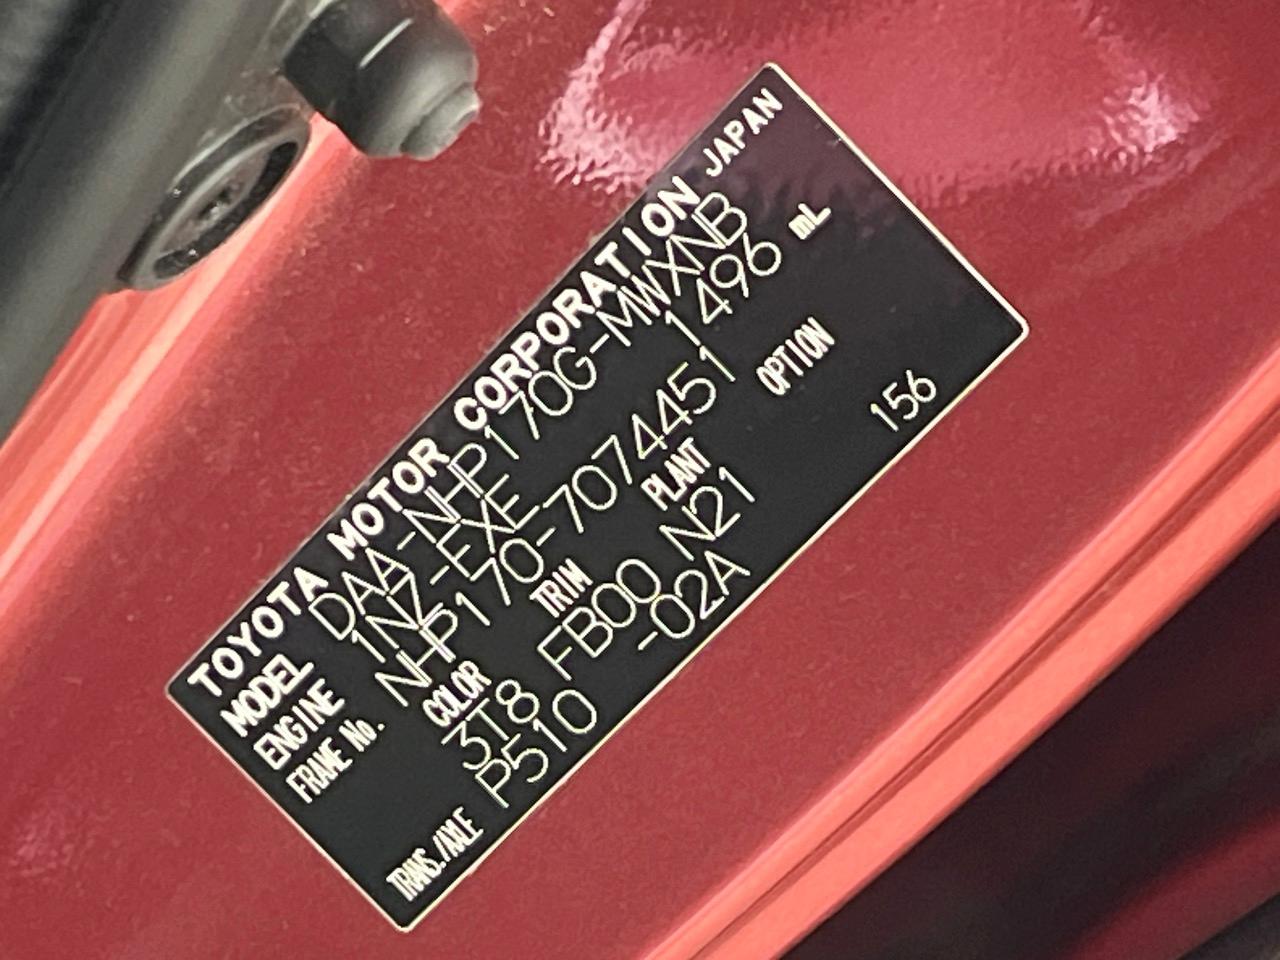 TOYOTA MOTOR CORPORATION JAPAN
MODEL DAA-NHP170G-MWXNB
ENGINE 1NZ-EXE 1496 mL
FRAME No. NHP170-7074451
COLOR TRIM PLANT OPTION
3T8 FB00 N21 156
TRANS./AXLE P510 -02A